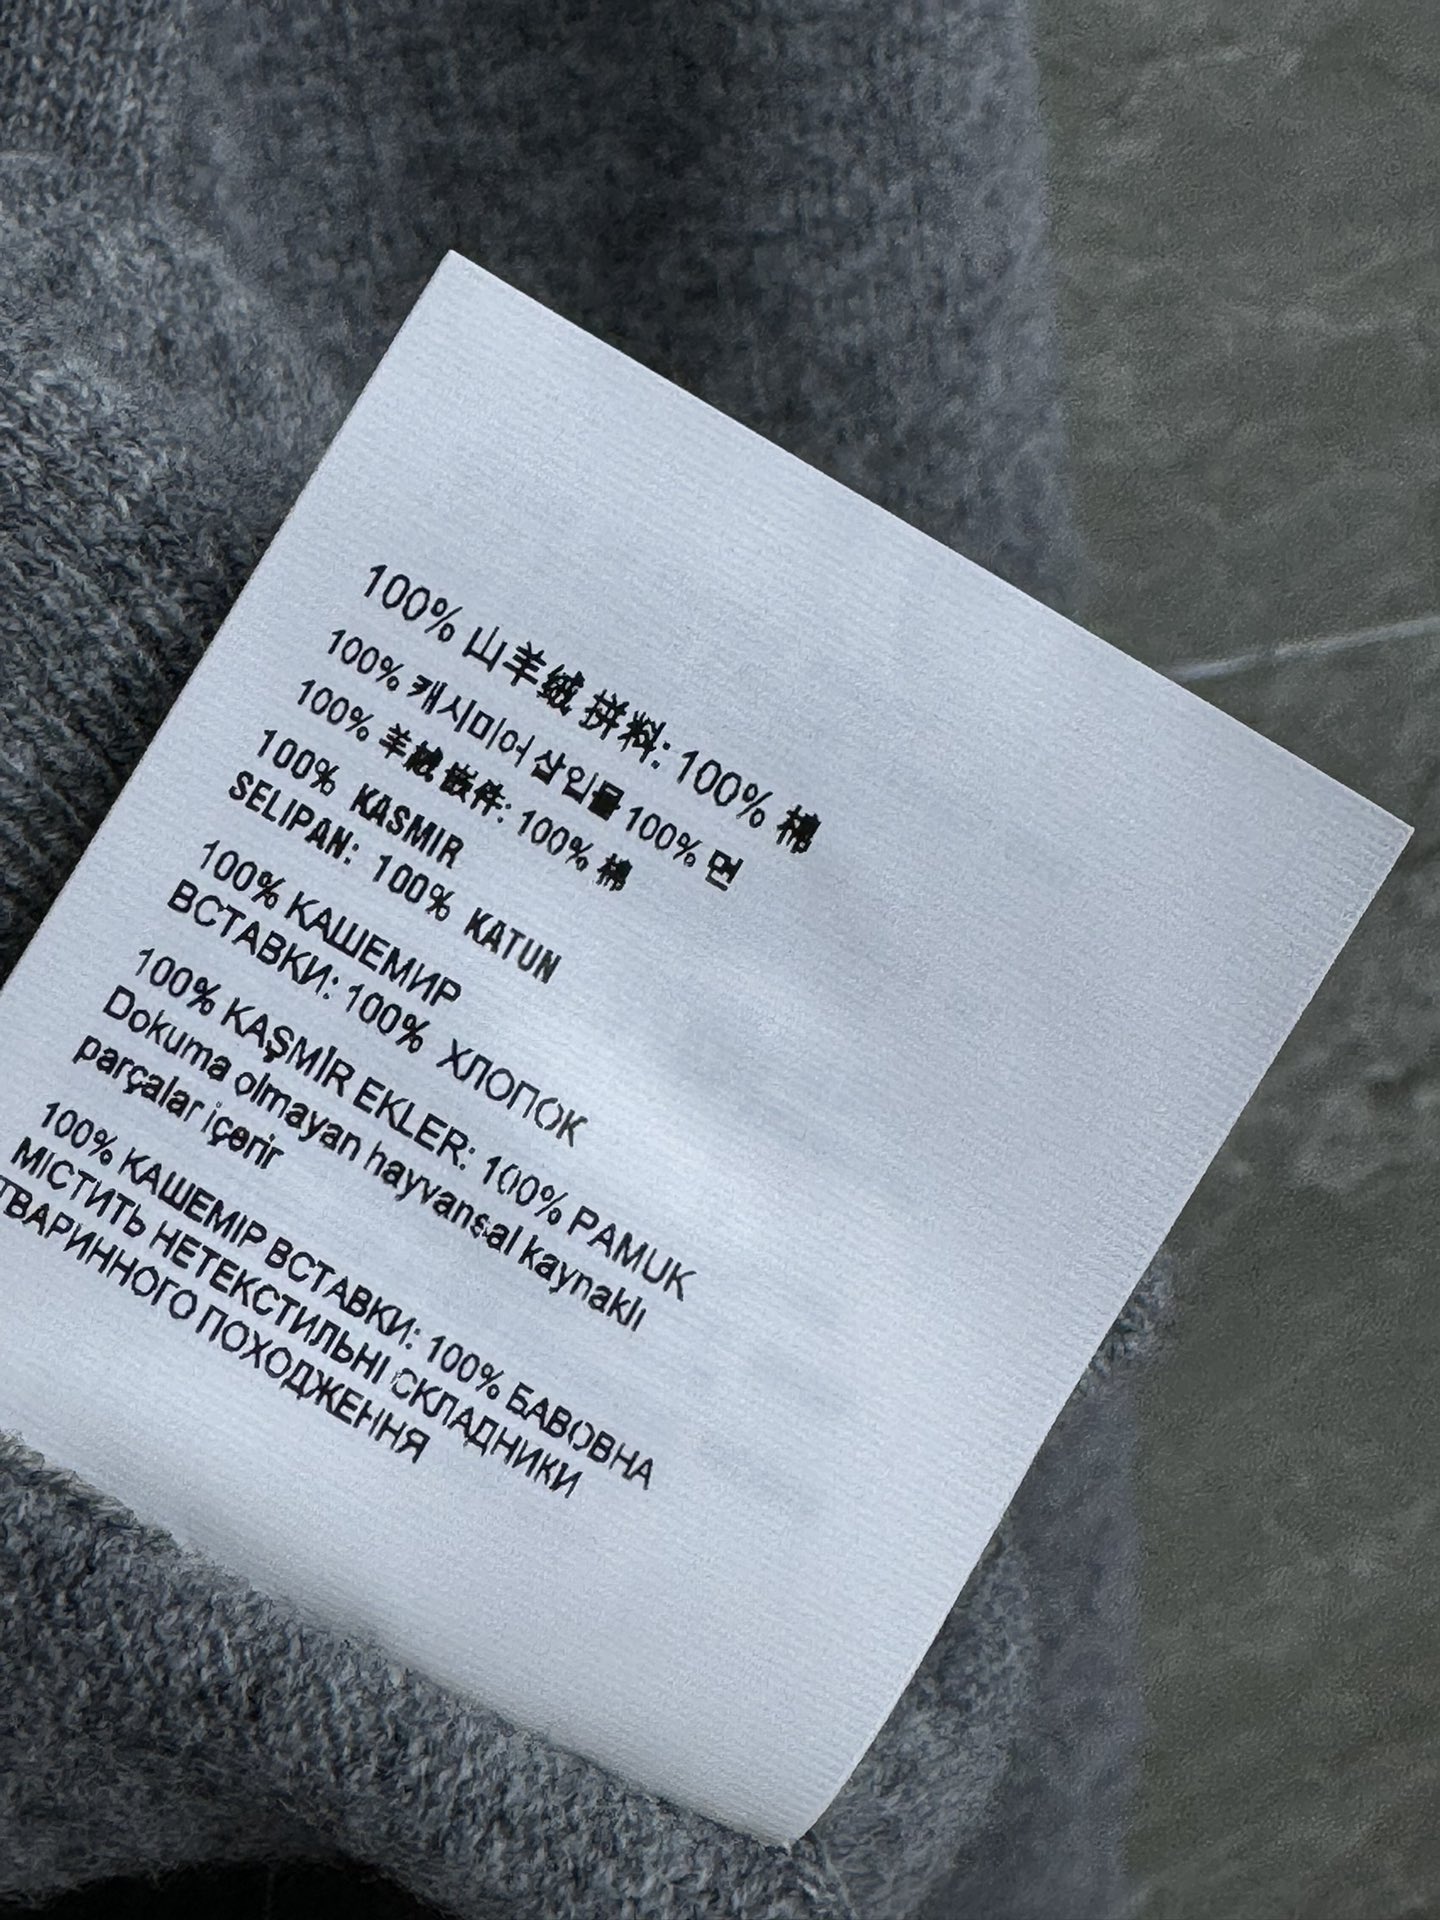 100% 山羊绒 拼料: 100% 棉
100% 캐시미어 삽입물 100% 면
100% 羊絨 嵌件: 100% 棉
100% KASMIR
SELIPAN: 100% KATUN
100% КАШЕМИР
ВСТАВКИ: 100% ХЛОПОК
100% KAŞMİR EKLER: 100% PAMUK
Dokuma olmayan hayvansal kaynaklı
parçalar içerir
100% КАШЕМІР ВСТАВКИ: 100% БАВОВНА
МІСТИТЬ НЕТЕКСТИЛЬНІ СКЛАДНИКИ
ТВАРИННОГО ПОХОДЖЕННЯ